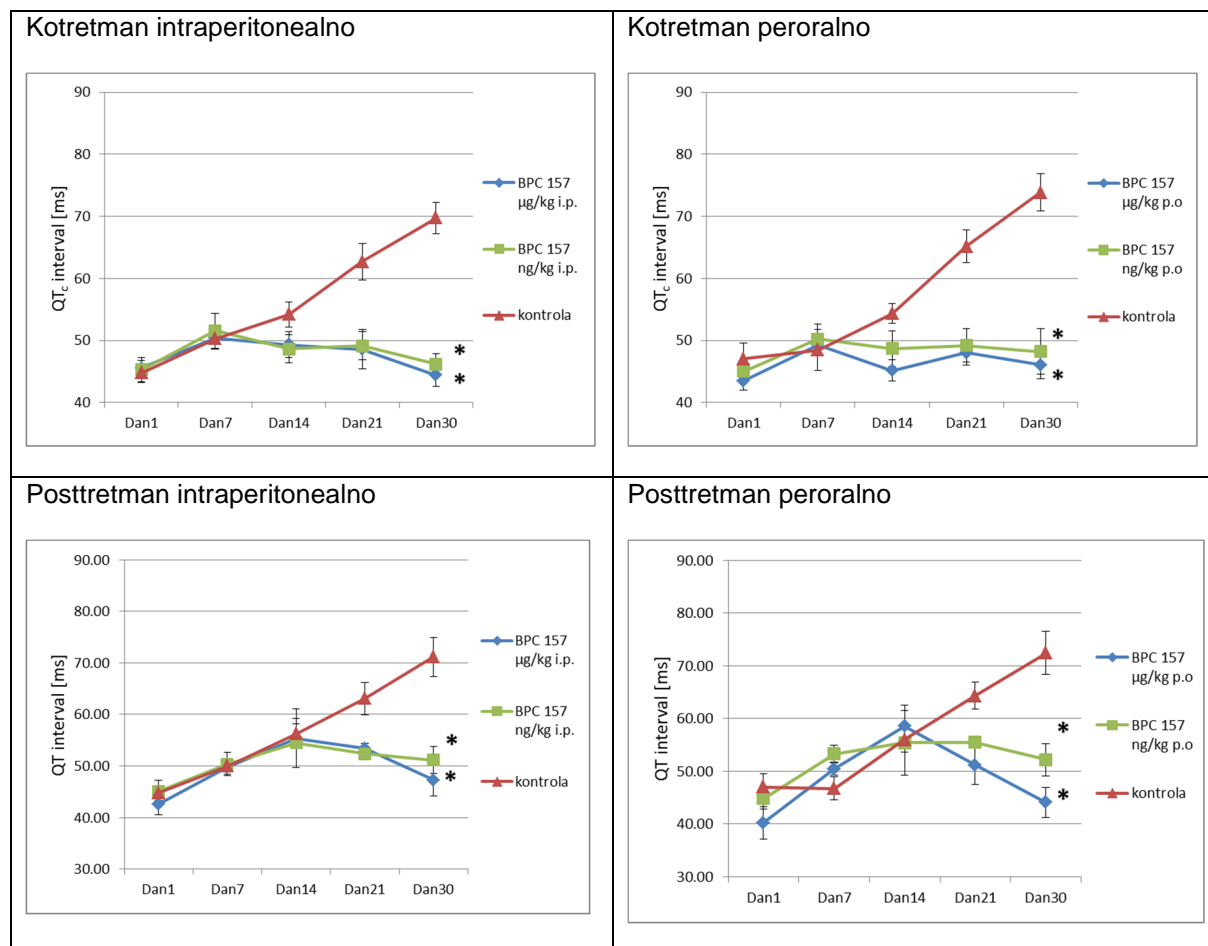 Kotretman intraperitonealno
90
80
70
60
50
40
QTc interval [ms]
Dan1 Dan7 Dan14 Dan21 Dan30
BPC 157
µg/kg i.p.
BPC 157
ng/kg i.p.
kontrola
*
*
Kotretman peroralno
90
80
70
60
50
40
QTc interval [ms]
Dan1 Dan7 Dan14 Dan21 Dan30
BPC 157
µg/kg p.o
BPC 157
ng/kg p.o
kontrola
*
*
Posttretman intraperitonealno
90.00
80.00
70.00
60.00
50.00
40.00
30.00
QT interval [ms]
Dan1 Dan7 Dan14 Dan21 Dan30
BPC 157
µg/kg i.p.
BPC 157
ng/kg i.p.
kontrola
*
*
Posttretman peroralno
90.00
80.00
70.00
60.00
50.00
40.00
30.00
QT interval [ms]
Dan1 Dan7 Dan14 Dan21 Dan30
BPC 157
µg/kg p.o
BPC 157
ng/kg p.o
kontrola
*
*